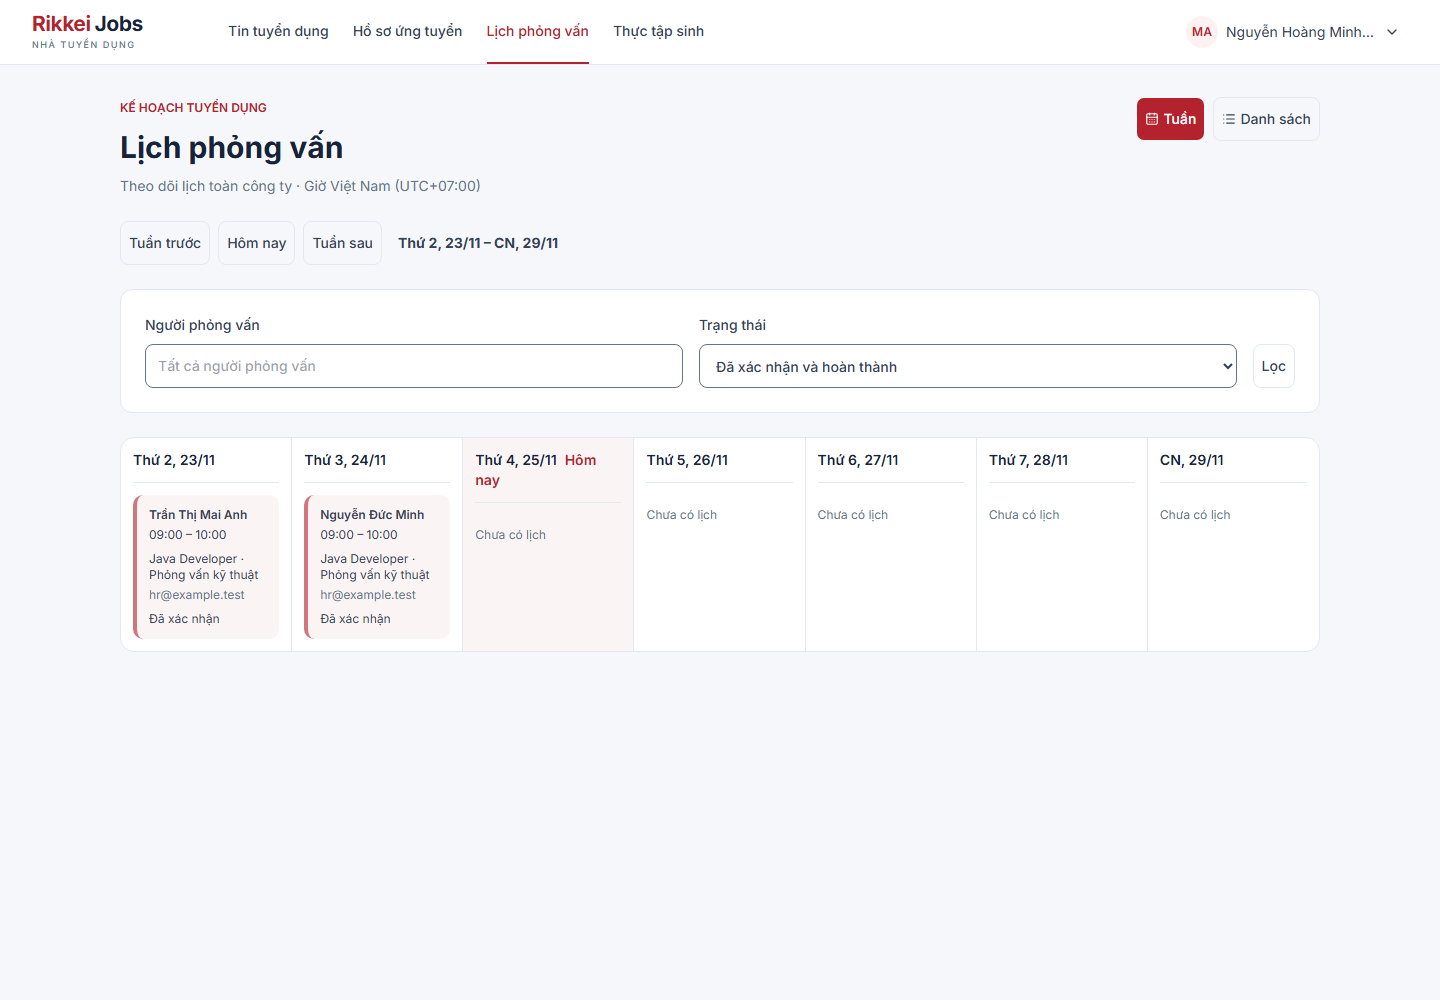 Rikkei Jobs
NHÀ TUYỂN DỤNG
Tin tuyển dụng
Hồ sơ ứng tuyển
Lịch phỏng vấn
Thực tập sinh
MA
Nguyễn Hoàng Minh...
KẾ HOẠCH TUYỂN DỤNG
Lịch phỏng vấn
Theo dõi lịch toàn công ty · Giờ Việt Nam (UTC+07:00)
Tuần
Danh sách
Tuần trước
Hôm nay
Tuần sau
Thứ 2, 23/11 – CN, 29/11
Người phỏng vấn
Tất cả người phỏng vấn
Trạng thái
Đã xác nhận và hoàn thành
Lọc
Thứ 2, 23/11
Trần Thị Mai Anh
09:00 – 10:00
Java Developer ·
Phỏng vấn kỹ thuật
hr@example.test
Đã xác nhận
Thứ 3, 24/11
Nguyễn Đức Minh
09:00 – 10:00
Java Developer ·
Phỏng vấn kỹ thuật
hr@example.test
Đã xác nhận
Thứ 4, 25/11 Hôm
nay
Chưa có lịch
Thứ 5, 26/11
Chưa có lịch
Thứ 6, 27/11
Chưa có lịch
Thứ 7, 28/11
Chưa có lịch
CN, 29/11
Chưa có lịch